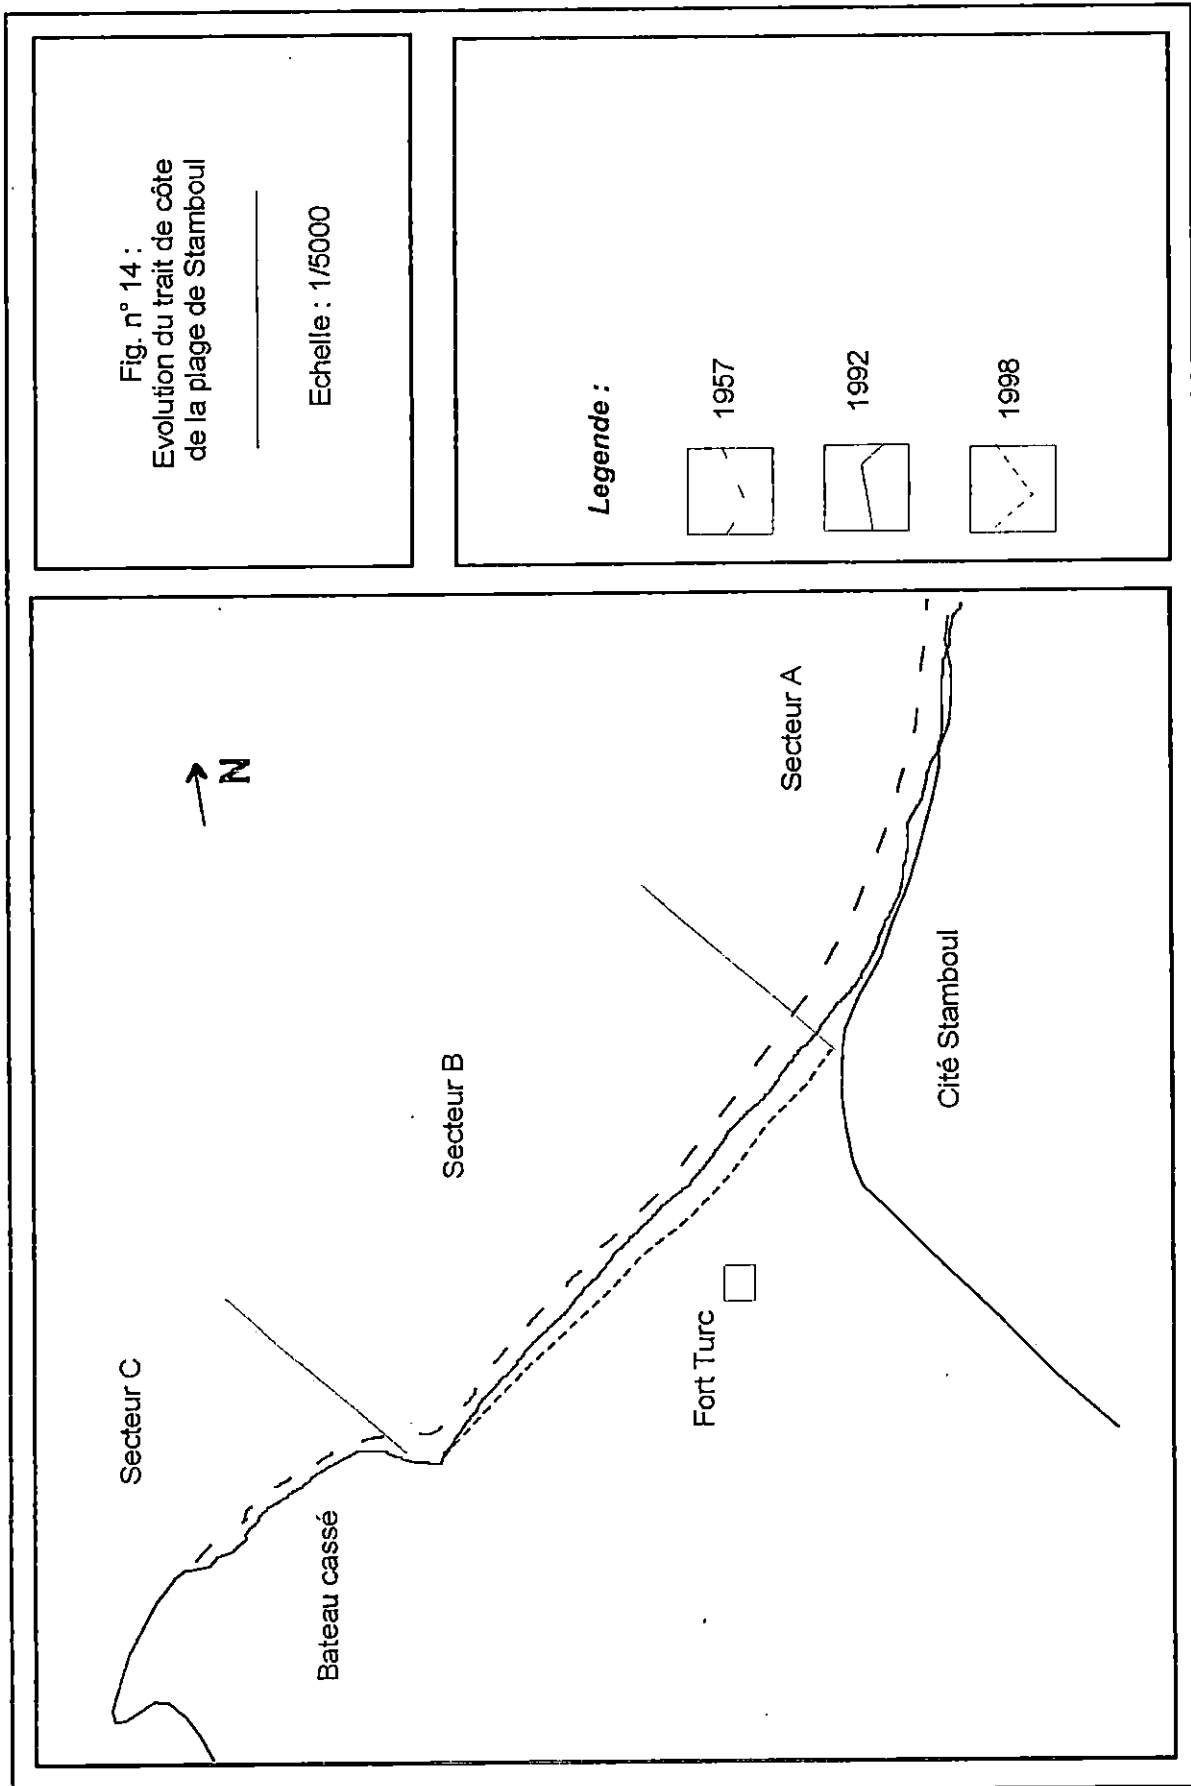 Fig. n° 14 :
Evolution du trait de côte
de la plage de Stamboul
Echelle : 1/5000
Legende :
1957
1992
1998
N
Secteur C
Secteur B
Secteur A
Bateau cassé
Fort Turc
Cité Stamboul